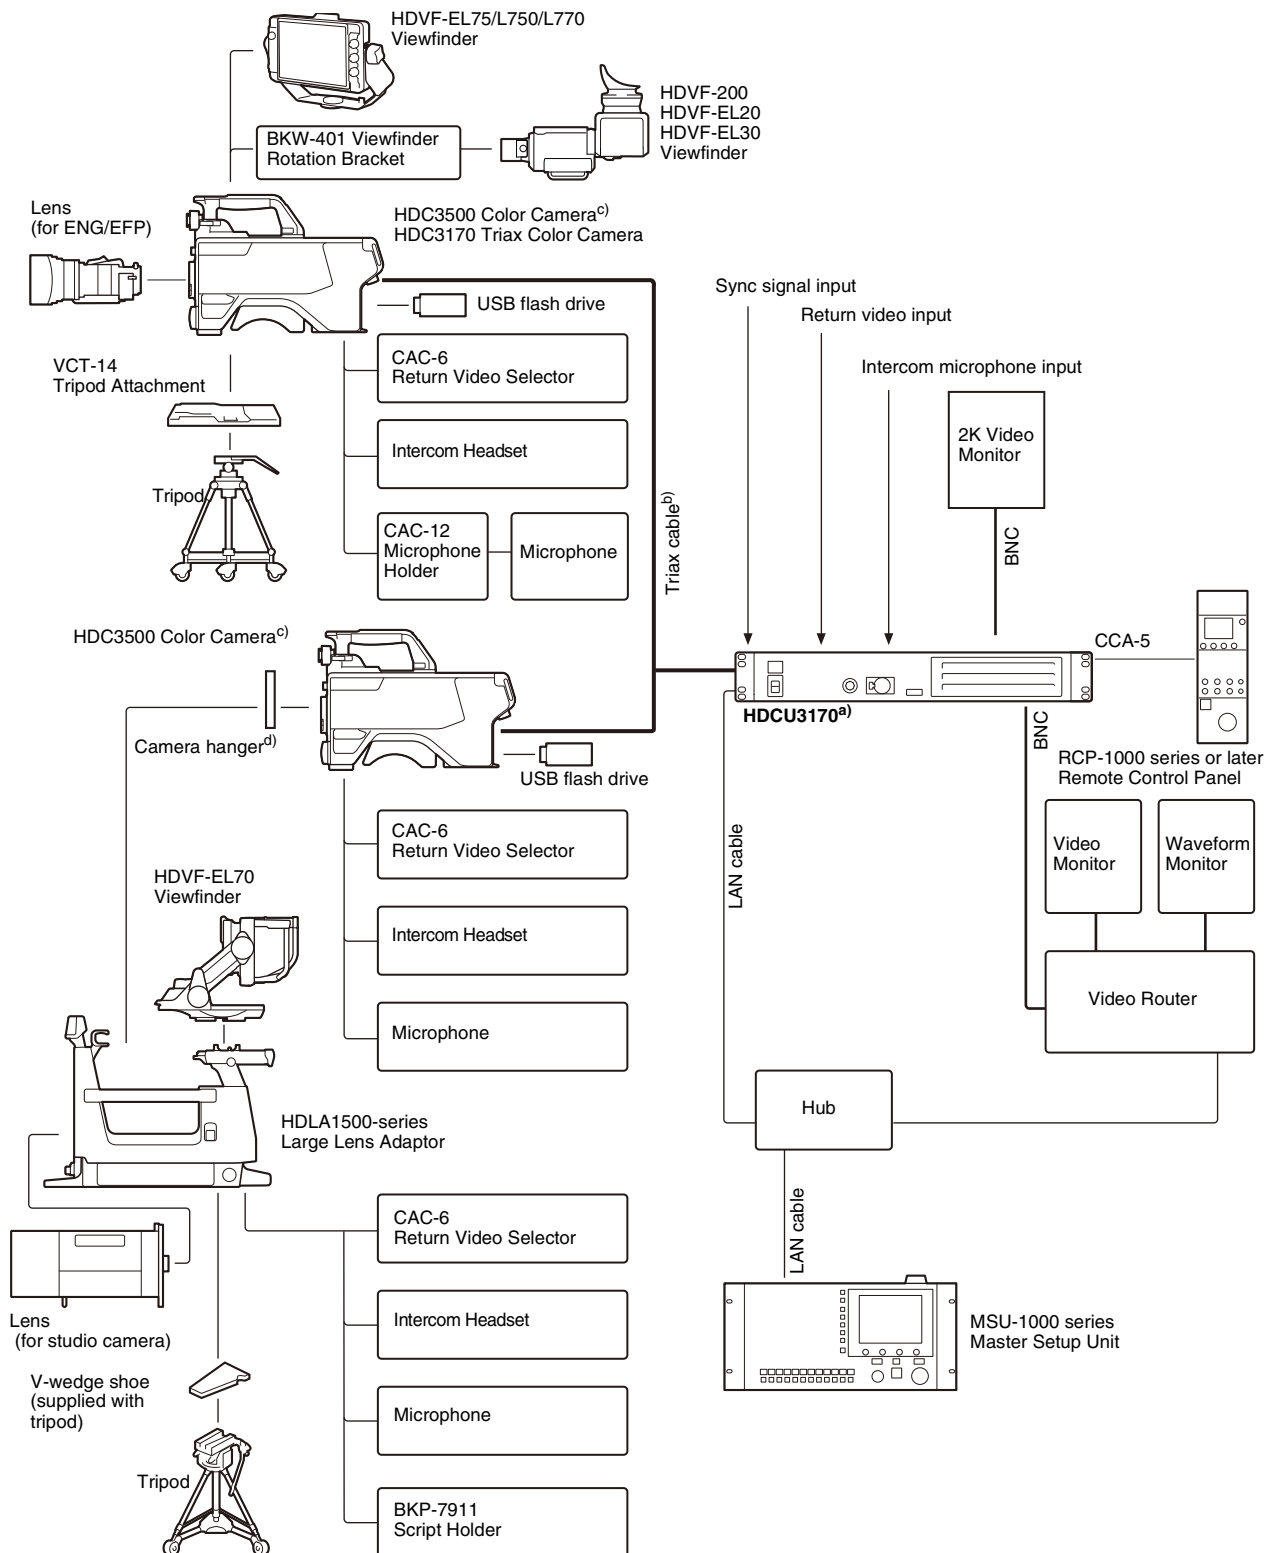 HDVF-EL75/L750/L770
Viewfinder
HDVF-200
HDVF-EL20
HDVF-EL30
Viewfinder
BKW-401 Viewfinder
Rotation Bracket
Lens
(for ENG/EFP)
HDC3500 Color Camerac)
HDC3170 Triax Color Camera
USB flash drive
VCT-14
Tripod Attachment
Tripod
CAC-6
Return Video Selector
Intercom Headset
CAC-12
Microphone
Holder
Microphone
Triax cableb)
Sync signal input
Return video input
Intercom microphone input
2K Video
Monitor
BNC
CCA-5
HDCU3170a)
BNC
RCP-1000 series or later
Remote Control Panel
LAN cable
Video
Monitor
Waveform
Monitor
Video Router
Hub
LAN cable
MSU-1000 series
Master Setup Unit
HDC3500 Color Camerac)
Camera hangerd)
USB flash drive
CAC-6
Return Video Selector
Intercom Headset
Microphone
HDVF-EL70
Viewfinder
HDLA1500-series
Large Lens Adaptor
Lens
(for studio camera)
V-wedge shoe
(supplied with
tripod)
Tripod
CAC-6
Return Video Selector
Intercom Headset
Microphone
BKP-7911
Script Holder